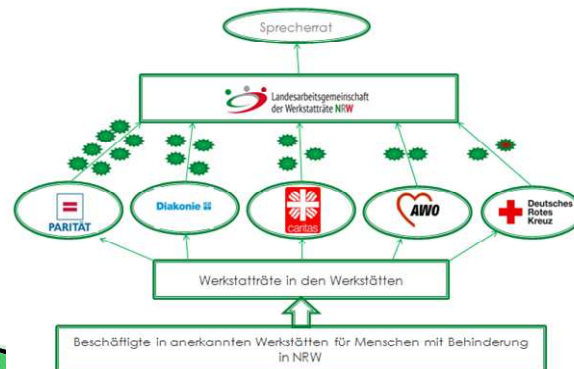 Sprecherrat
Landesarbeitsgemeinschaft
der Werkstatträte NRW
PARITÄT
Diakonie
caritas
AWO
Deutsches
Rotes
Kreuz
Werkstatträte in den Werkstätten
Beschäftigte in anerkannten Werkstätten für Menschen mit Behinderung
in NRW